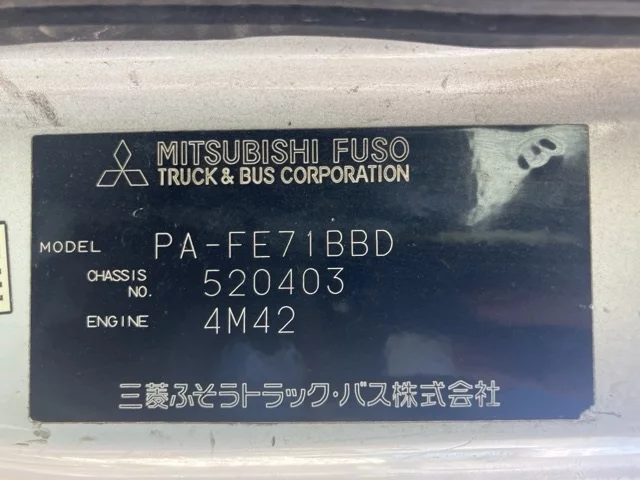 MITSUBISHI FUSO
TRUCK & BUS CORPORATION
MODEL PA-FE71BBD
CHASSIS NO. 520403
ENGINE 4M42
三菱ふそうトラック・バス株式会社